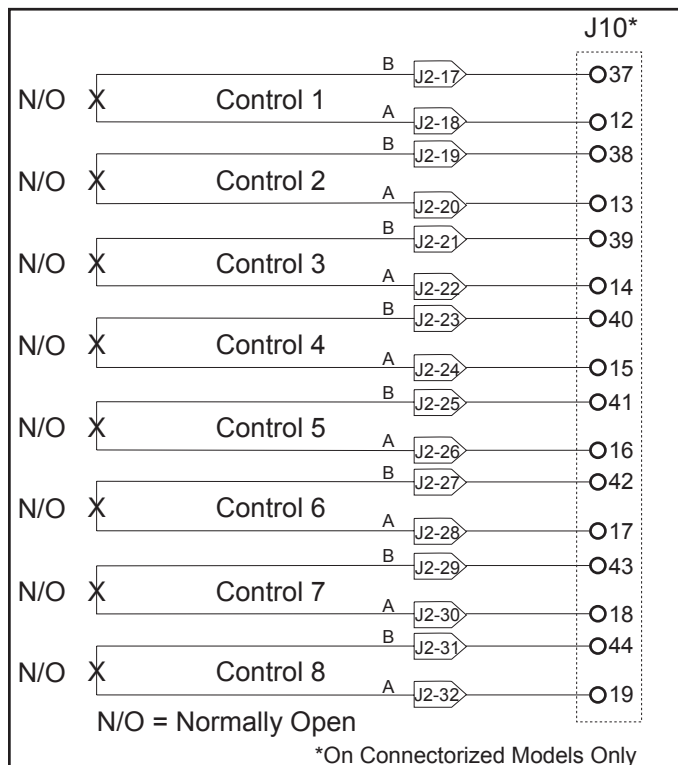 J10*
B J2-17 37
N/O X Control 1
A J2-18 12
B J2-19 38
N/O X Control 2
A J2-20 13
B J2-21 39
N/O X Control 3
A J2-22 14
B J2-23 40
N/O X Control 4
A J2-24 15
B J2-25 41
N/O X Control 5
A J2-26 16
B J2-27 42
N/O X Control 6
A J2-28 17
B J2-29 43
N/O X Control 7
A J2-30 18
B J2-31 44
N/O X Control 8
A J2-32 19
N/O = Normally Open
*On Connectorized Models Only